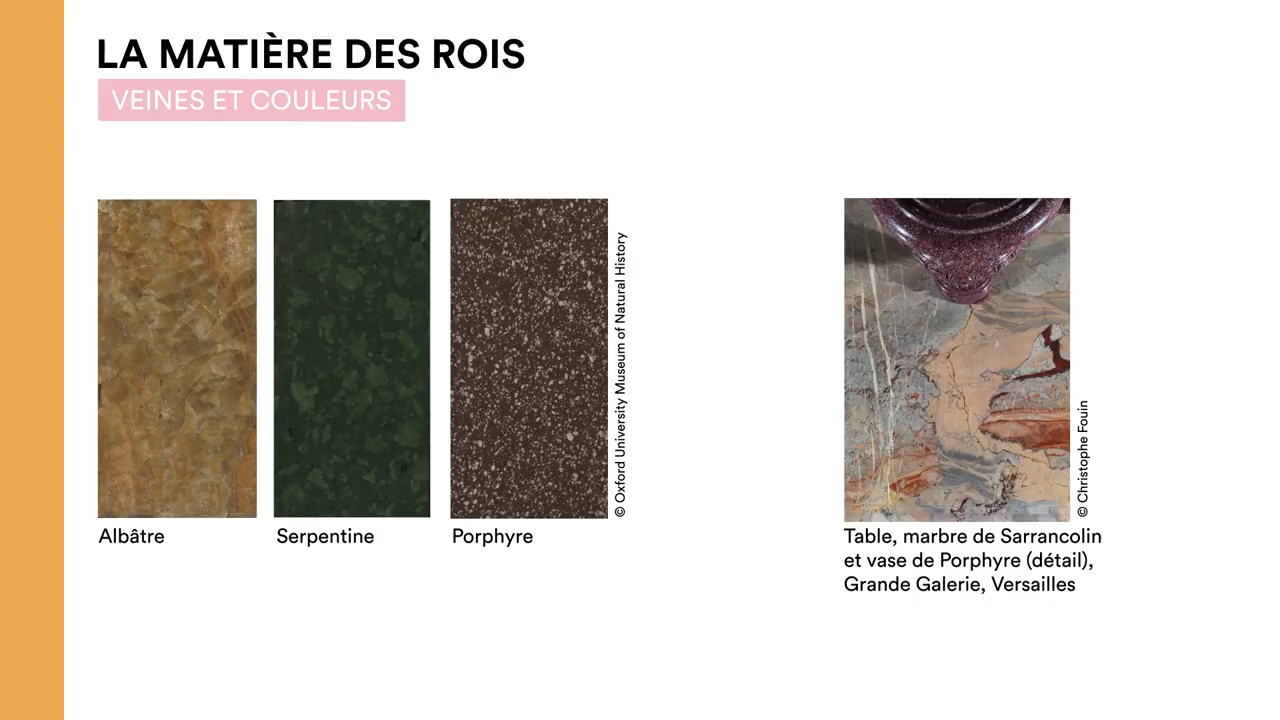 LA MATIÈRE DES ROIS
VEINES ET COULEURS
© Oxford University Museum of Natural History
Albâtre
Serpentine
Porphyre
© Christophe Fouin
Table, marbre de Sarrancolin
et vase de Porphyre (détail),
Grande Galerie, Versailles